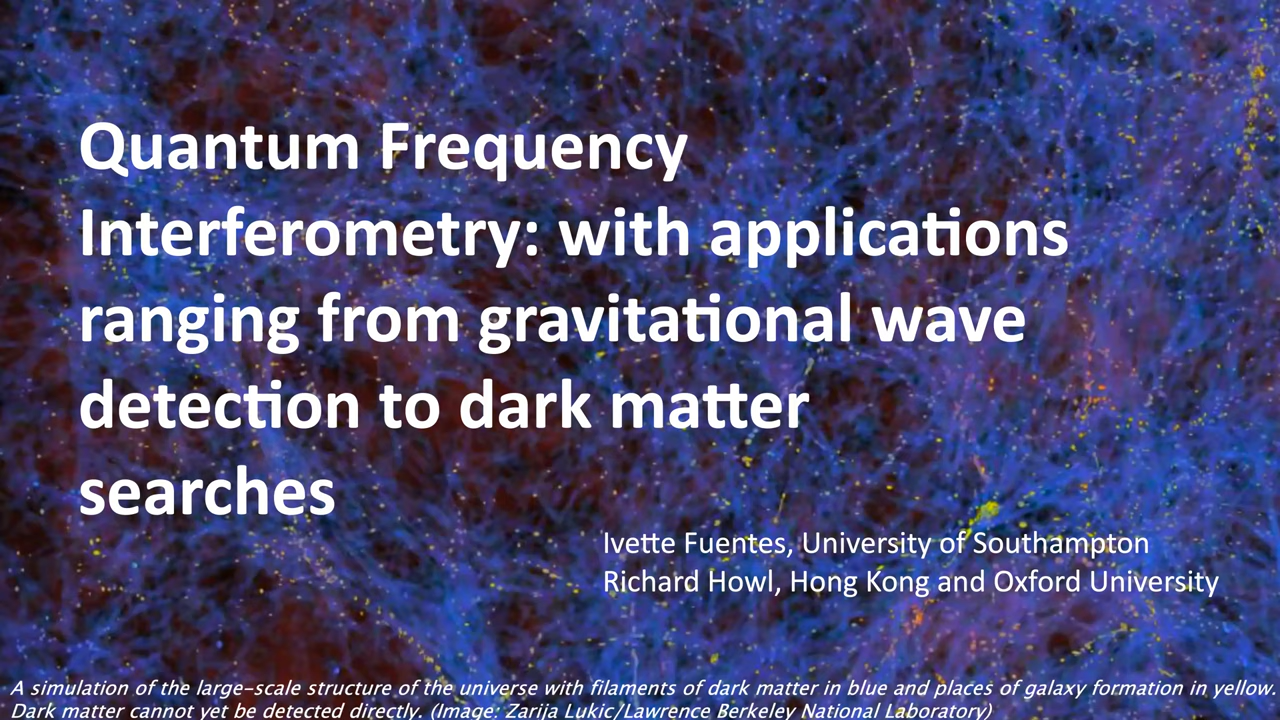 Quantum Frequency
Interferometry: with applications
ranging from gravitational wave
detection to dark matter
searches
Ivette Fuentes, University of Southampton
Richard Howl, Hong Kong and Oxford University
A simulation of the large-scale structure of the universe with filaments of dark matter in blue and places of galaxy formation in yellow.
Dark matter cannot yet be detected directly. (Image: Zarija Lukic/Lawrence Berkeley National Laboratory)